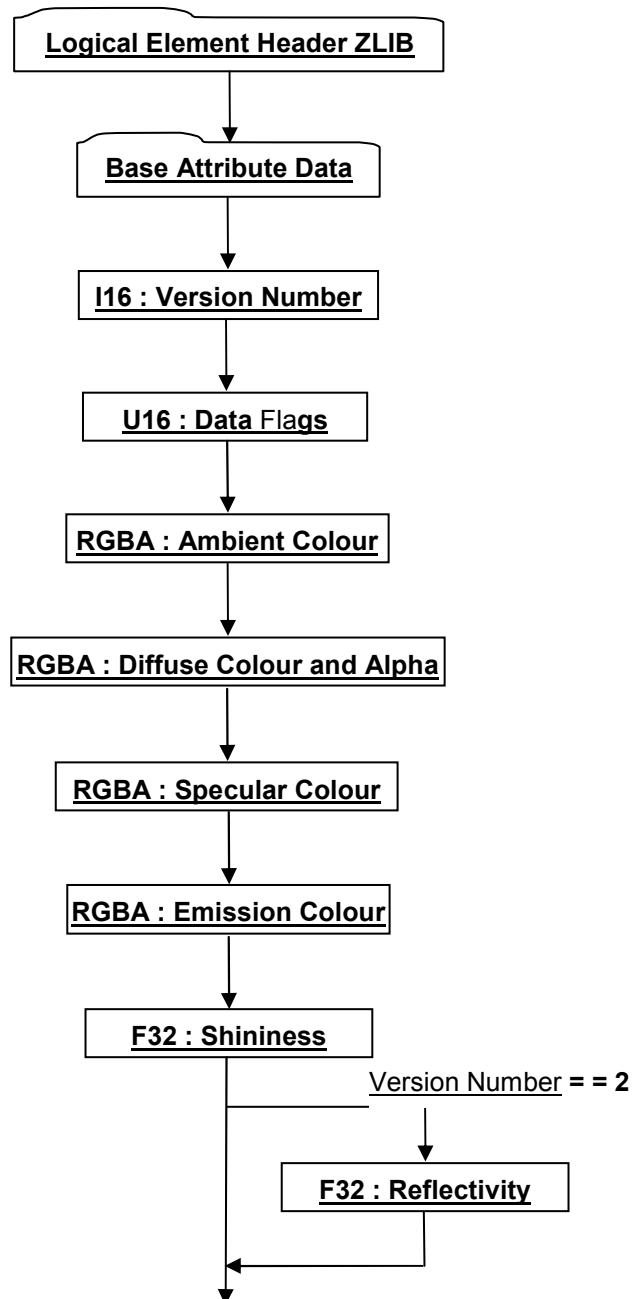 Logical Element Header ZLIB
Base Attribute Data
I16 : Version Number
U16 : Data Flags
RGBA : Ambient Colour
RGBA : Diffuse Colour and Alpha
RGBA : Specular Colour
RGBA : Emission Colour
F32 : Shininess
Version Number = = 2
F32 : Reflectivity